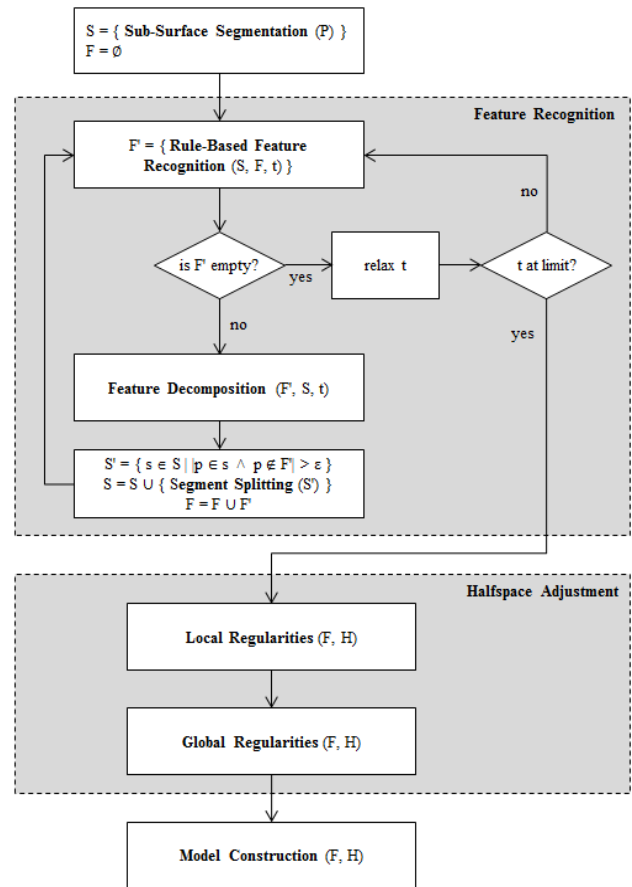 S = { Sub-Surface Segmentation (P) }
F = Ø
Feature Recognition
F' = { Rule-Based Feature
Recognition (S, F, t) }
no
is F' empty?
yes
relax t
t at limit?
no
yes
Feature Decomposition (F', S, t)
S' = { s ∈ S | |p ∈ s ∧ p ∉ F'| > ε }
S = S ∪ { Segment Splitting (S') }
F = F ∪ F'
Halfspace Adjustment
Local Regularities (F, H)
Global Regularities (F, H)
Model Construction (F, H)